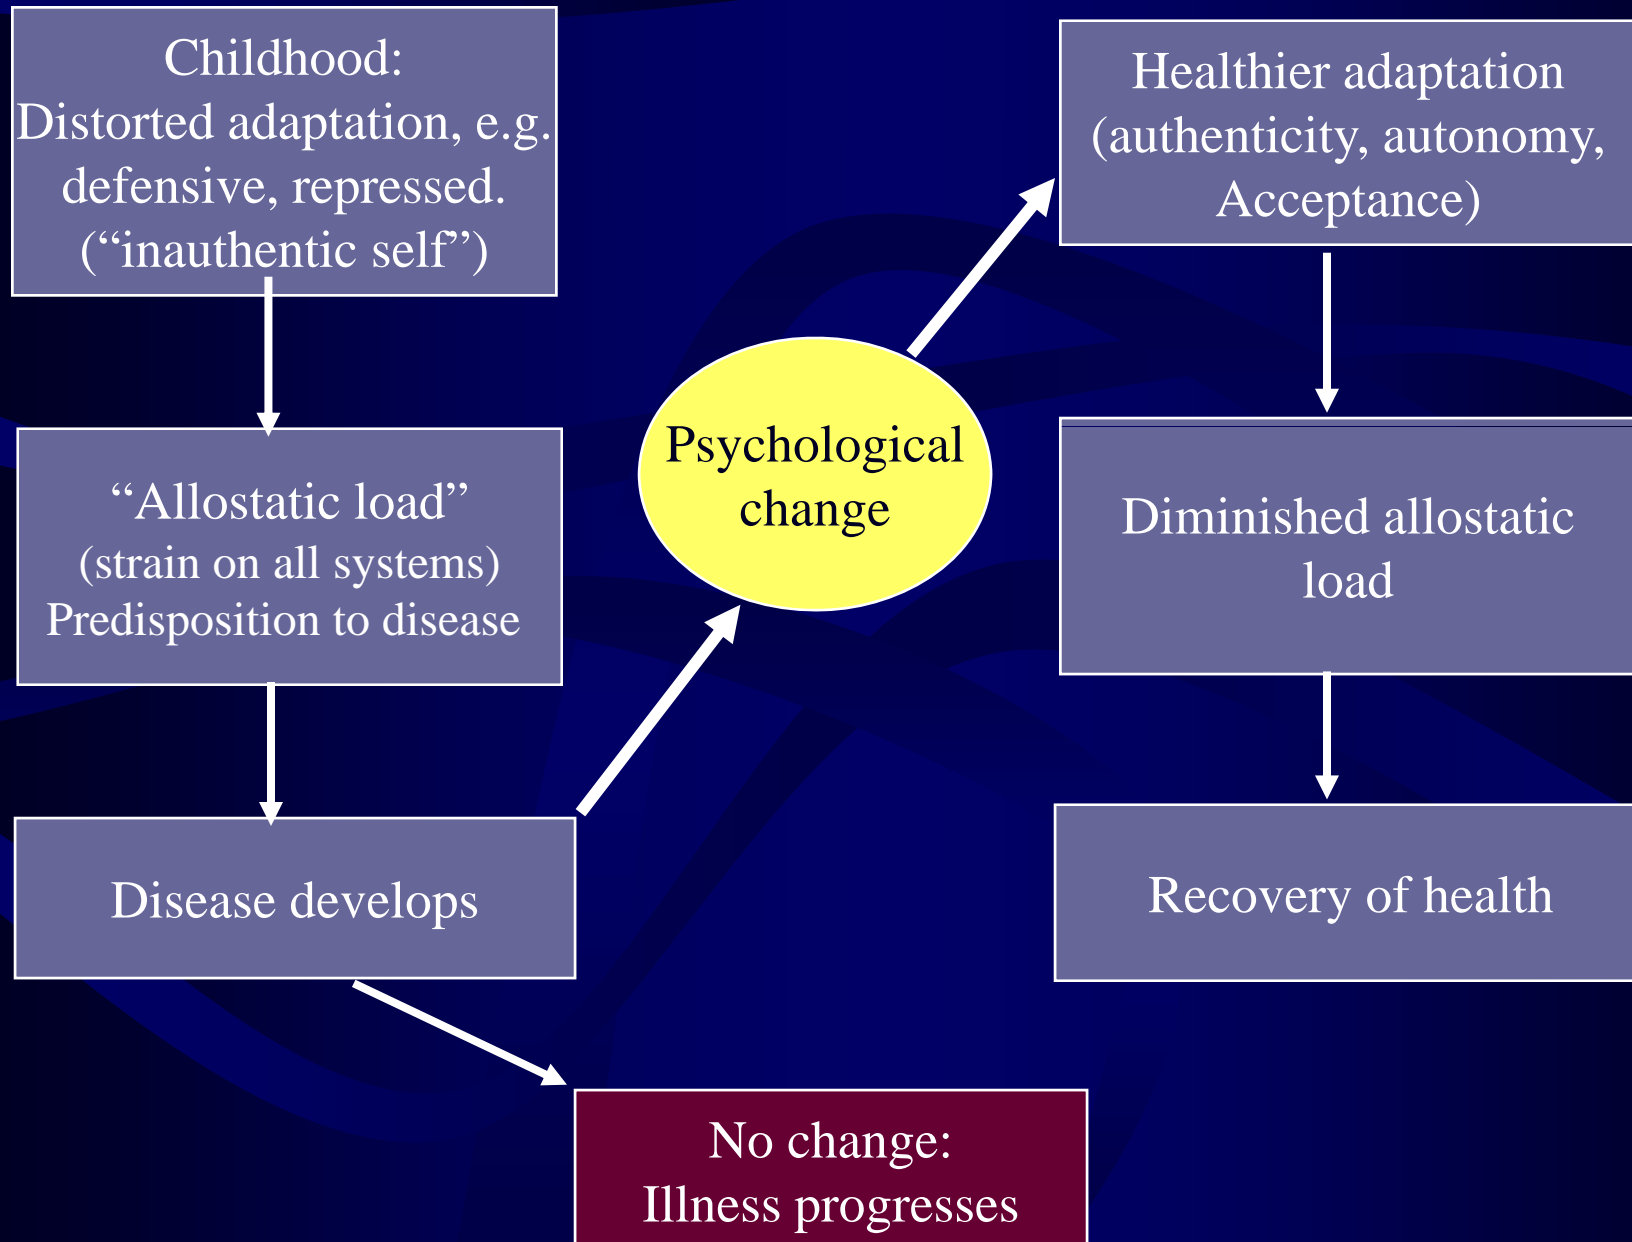 Childhood:
Distorted adaptation, e.g.
defensive, repressed.
(“inauthentic self”)
“Allostatic load”
(strain on all systems)
Predisposition to disease
Disease develops
Psychological
change
No change:
Illness progresses
Healthier adaptation
(authenticity, autonomy,
Acceptance)
Diminished allostatic
load
Recovery of health